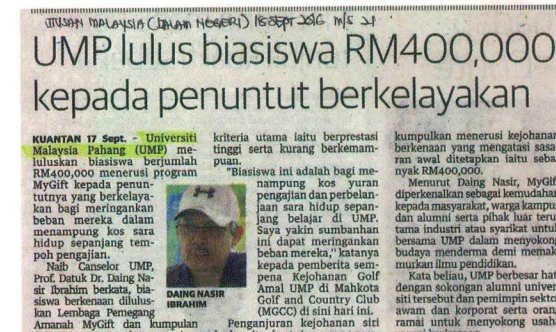 UTUSAN MALAYSIA (DALAM NEGERI) 18 SEPT 2016 m/s 21
UMP lulus biasiswa RM400,000
kepada penuntut berkelayakan
KUANTAN 17 Sept. - Universiti
Malaysia Pahang (UMP) me-
luluskan biasiswa berjumlah
RM400,000 menerusi program
MyGift kepada penun-
tutnya yang berkelaya-
kan bagi meringankan
beban mereka dalam
menampung kos sara
hidup sepanjang tem-
poh pengajian.
Naib Canselor UMP,
Prof. Datuk Dr. Daing Na-
sir Ibrahim berkata, bia-
siswa berkenaan dilulus-
kan Lembaga Pemegang
Amanah MyGift dan kumpulan
DAING NASIR
IBRAHIM
kriteria utama iaitu berprestasi
tinggi serta kurang berkemam-
puan.
"Biasiswa ini adalah bagi me-
nampung kos yuran
pengajian dan perbelan-
jaan sara hidup sepan-
jang belajar di UMP.
Saya yakin sumbanhan
ini dapat meringankan
beban mereka," katanya
kepada pemberita sem-
pena Kejohanan Golf
Amal UMP di Mahkota
Golf and Country Club
(MGCC) di sini hari ini.
Penganjuran kejohanan si
kumpulkan menerusi kejohanan
berkenaan yang mengatasi sasa
ran awal ditetapkan iaitu seba
nyak RM400,000.
Menurut Daing Nasir, MyGift
diperkenalkan sebagai kemudahan
kepada masyarakat, warga kampus
dan alumni serta pihak luar teru
tama industri atau syarikat untuk
bersama UMP dalam menyokong
budaya menderma demi memak
murkan ilmu pendidikan.
Kata beliau, UMP berbesar hat
dengan sokongan alumni univer
siti tersebut dan pemimpin sekto
awam dan korporat serta oran
namai untuk menyokong usah